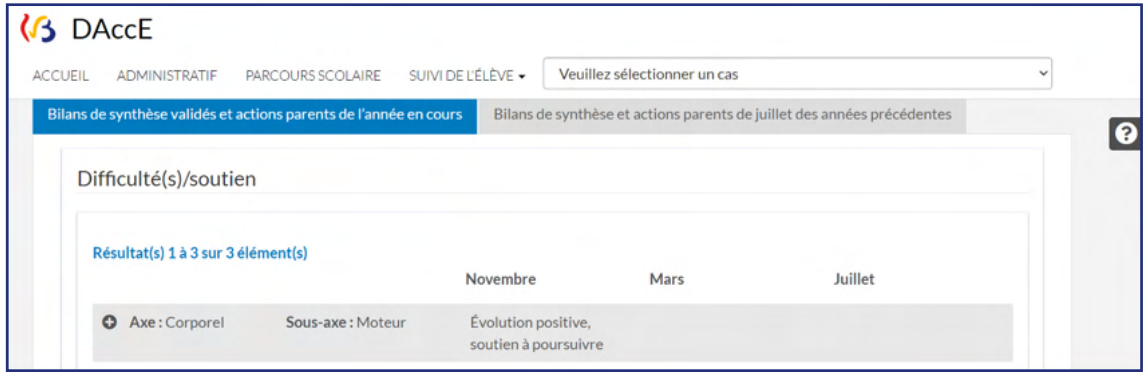 DAccE
ACCUEIL ADMINISTRATIF PARCOURS SCOLAIRE SUIVI DE L'ÉLÈVE Veuillez sélectionner un cas
Bilans de synthèse validés et actions parents de l'année en cours Bilans de synthèse et actions parents de juillet des années précédentes
?
Difficulté(s)/soutien
Résultat(s) 1 à 3 sur 3 élément(s)
Novembre Mars Juillet
Axe : Corporel Sous-axe : Moteur Évolution positive,
soutien à poursuivre